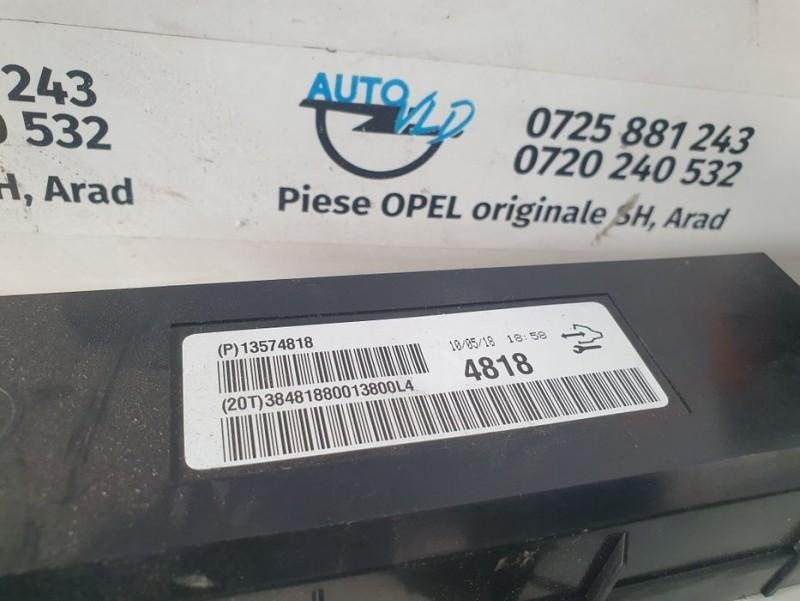 243
532
H, Arad
AUTO VLD
0725 881 243
0720 240 532
Piese OPEL originale SH, Arad
(P)13574818
10/05/18 18:58
4818
(20T)38481880013800L4